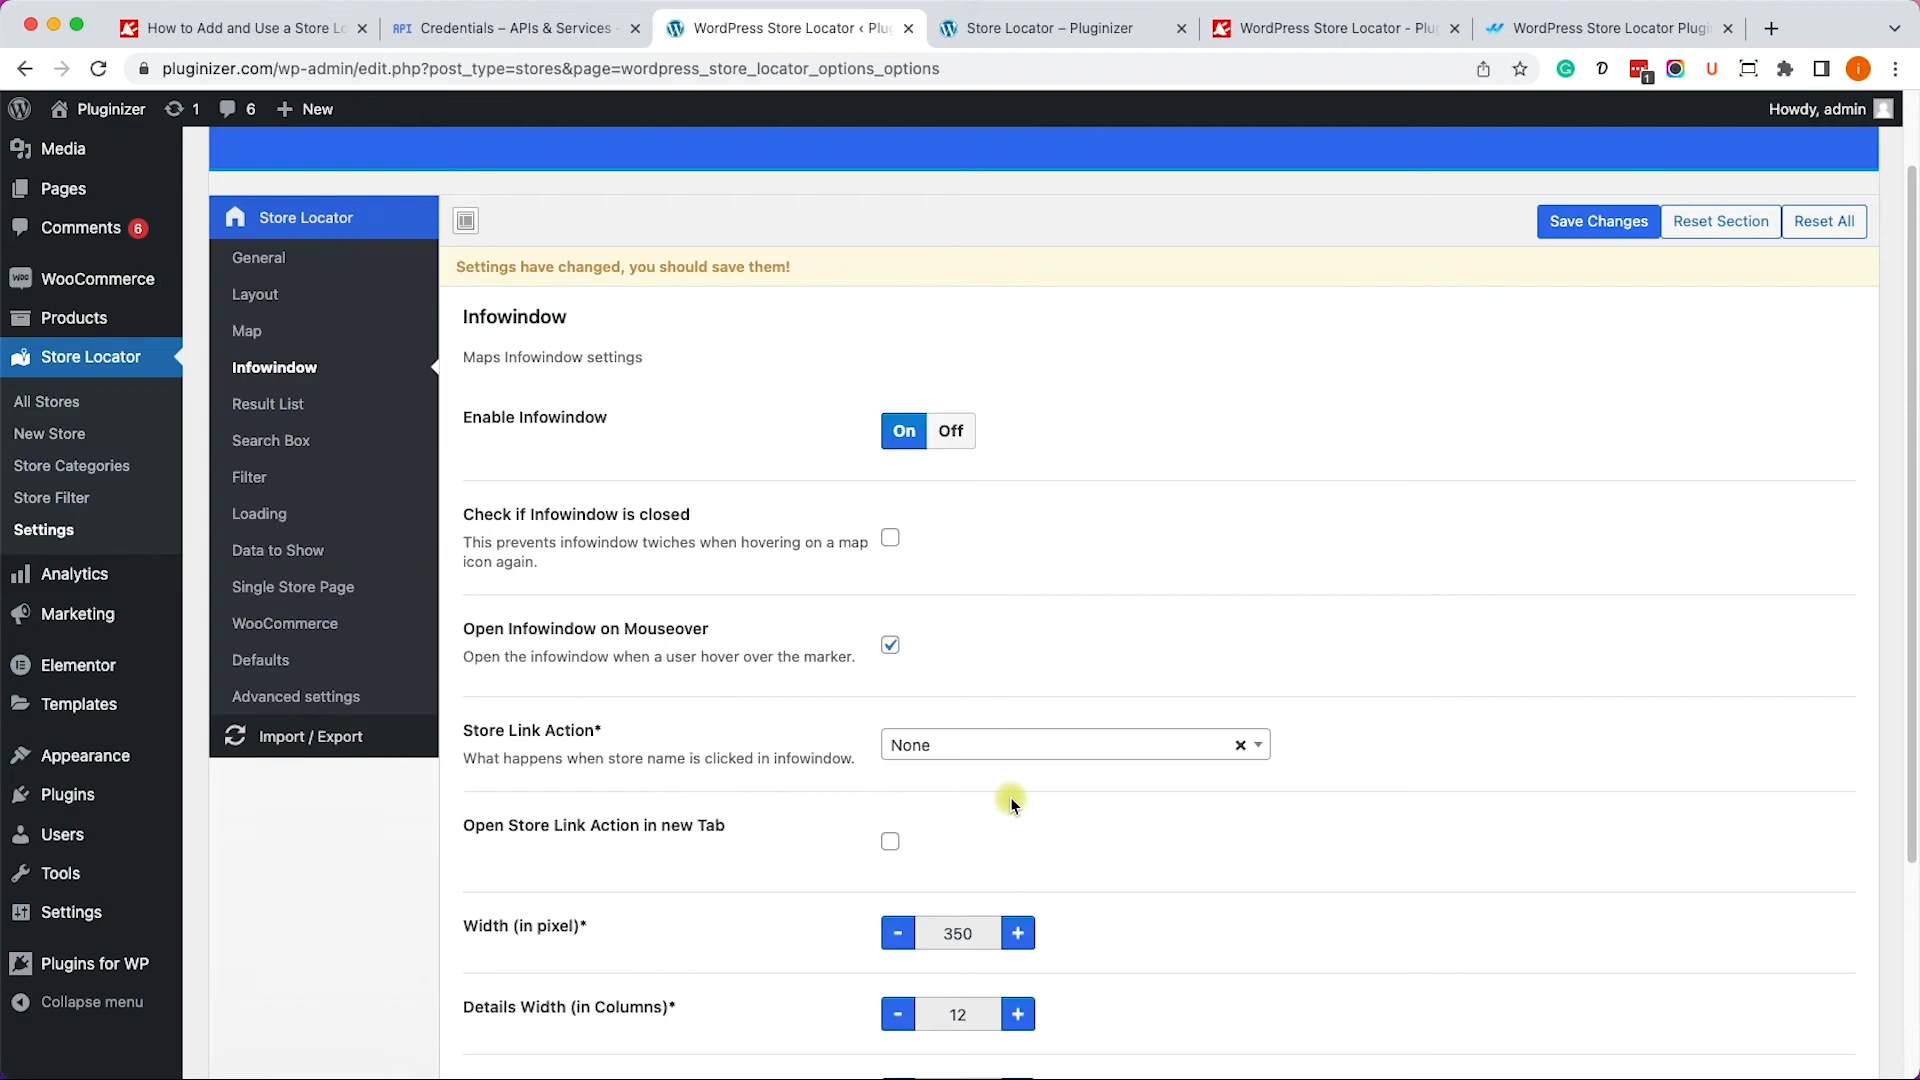 How to Add and Use a Store Lo
API Credentials – APIs & Services -
WordPress Store Locator ‹ Plug
Store Locator – Pluginizer
WordPress Store Locator - Plug
WordPress Store Locator Plugi
pluginizer.com/wp-admin/edit.php?post_type=stores&page=wordpress_store_locator_options_options
1
Pluginizer
1
6
New
Howdy, admin
Media
Pages
Comments 6
WooCommerce
Products
Store Locator
All Stores
New Store
Store Categories
Store Filter
Settings
Analytics
Marketing
Elementor
Templates
Appearance
Plugins
Users
Tools
Settings
Plugins for WP
Collapse menu
Store Locator
General
Layout
Map
Infowindow
Result List
Search Box
Filter
Loading
Data to Show
Single Store Page
WooCommerce
Defaults
Advanced settings
Import / Export
Save Changes
Reset Section
Reset All
Settings have changed, you should save them!
Infowindow
Maps Infowindow settings
Enable Infowindow
On Off
Check if Infowindow is closed
This prevents infowindow twiches when hovering on a map
icon again.
Open Infowindow on Mouseover
Open the infowindow when a user hover over the marker.
Store Link Action*
What happens when store name is clicked in infowindow.
None
Open Store Link Action in new Tab
Width (in pixel)*
- 350 +
Details Width (in Columns)*
- 12 +